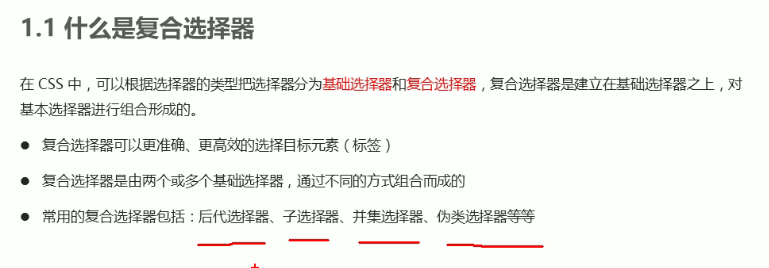 1.1 什么是复合选择器
在 CSS 中，可以根据选择器的类型把选择器分为基础选择器和复合选择器，复合选择器是建立在基础选择器之上，对
基本选择器进行组合形成的。
● 复合选择器可以更准确、更高效的选择目标元素（标签）
● 复合选择器是由两个或多个基础选择器，通过不同的方式组合而成的
● 常用的复合选择器包括：后代选择器、子选择器、并集选择器、伪类选择器等等